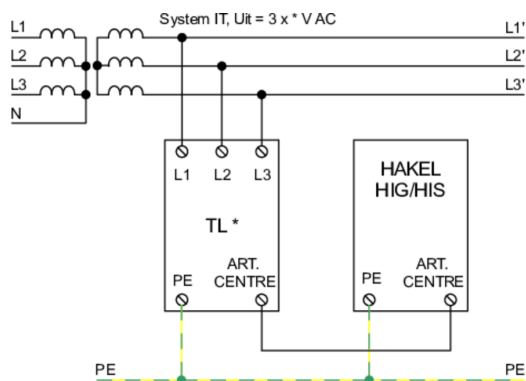 System IT, Uit = 3 x * V AC
L1 L1'
L2 L2'
L3 L3'
N
L1 L2 L3
TL *
PE ART. CENTRE
HAKEL
HIG/HIS
PE ART. CENTRE
PE PE